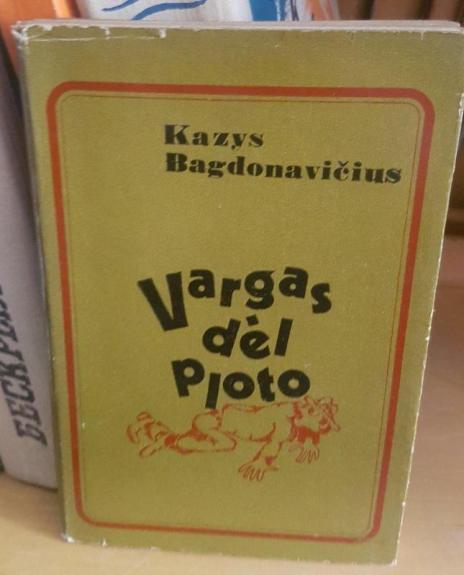 Kazys
Bagdonavičius
Vargas
dėl
ploto